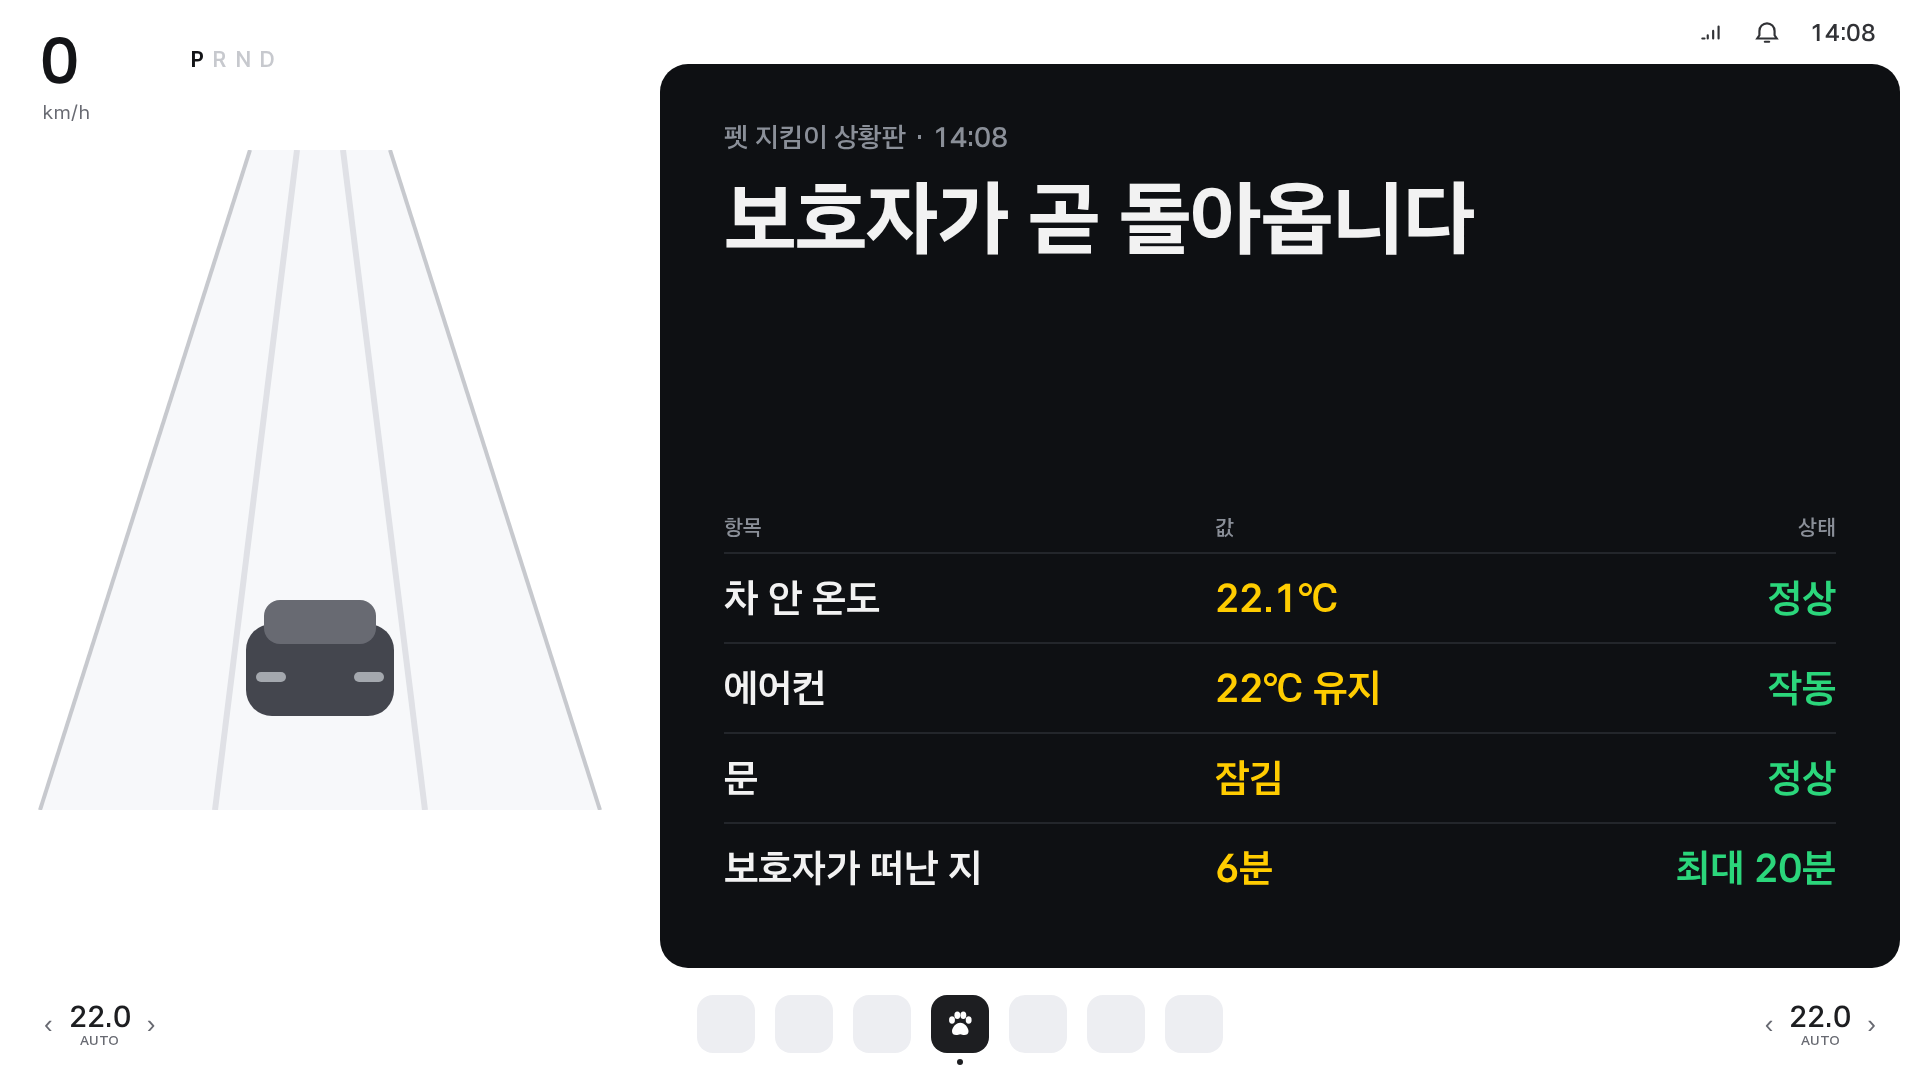 0
km/h
P R N D
14:08
펫 지킴이 상황판 · 14:08
보호자가 곧 돌아옵니다
항목 값 상태
차 안 온도 22.1°C 정상
에어컨 22°C 유지 작동
문 잠김 정상
보호자가 떠난 지 6분 최대 20분
‹ 22.0 ›
AUTO
‹ 22.0 ›
AUTO